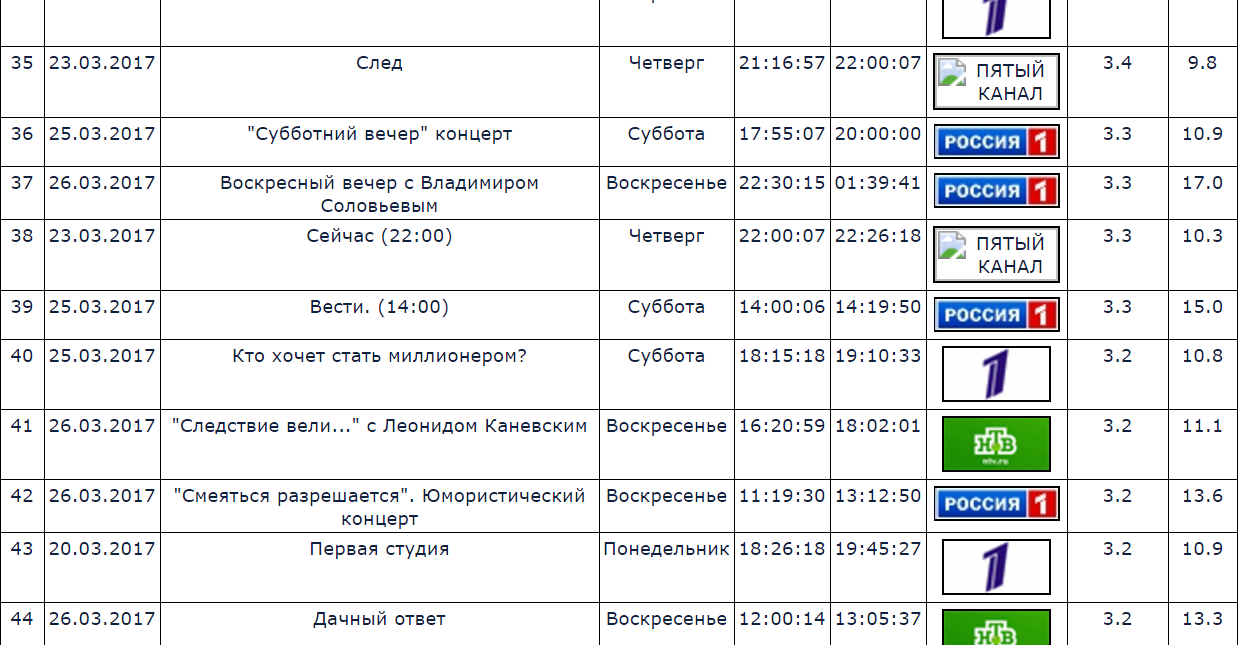 35 23.03.2017 След Четверг 21:16:57 22:00:07 ПЯТЫЙ КАНАЛ 3.4 9.8
36 25.03.2017 "Субботний вечер" концерт Суббота 17:55:07 20:00:00 РОССИЯ 1 3.3 10.9
37 26.03.2017 Воскресный вечер с Владимиром Воскресенье 22:30:15 01:39:41 РОССИЯ 1 3.3 17.0
Соловьевым
38 23.03.2017 Сейчас (22:00) Четверг 22:00:07 22:26:18 ПЯТЫЙ КАНАЛ 3.3 10.3
39 25.03.2017 Вести. (14:00) Суббота 14:00:06 14:19:50 РОССИЯ 1 3.3 15.0
40 25.03.2017 Кто хочет стать миллионером? Суббота 18:15:18 19:10:33 1 3.2 10.8
41 26.03.2017 "Следствие вели..." с Леонидом Каневским Воскресенье 16:20:59 18:02:01 НТВ ntv.ru 3.2 11.1
42 26.03.2017 "Смеяться разрешается". Юмористический Воскресенье 11:19:30 13:12:50 РОССИЯ 1 3.2 13.6
концерт
43 20.03.2017 Первая студия Понедельник 18:26:18 19:45:27 1 3.2 10.9
44 26.03.2017 Дачный ответ Воскресенье 12:00:14 13:05:37 НТВ 3.2 13.3